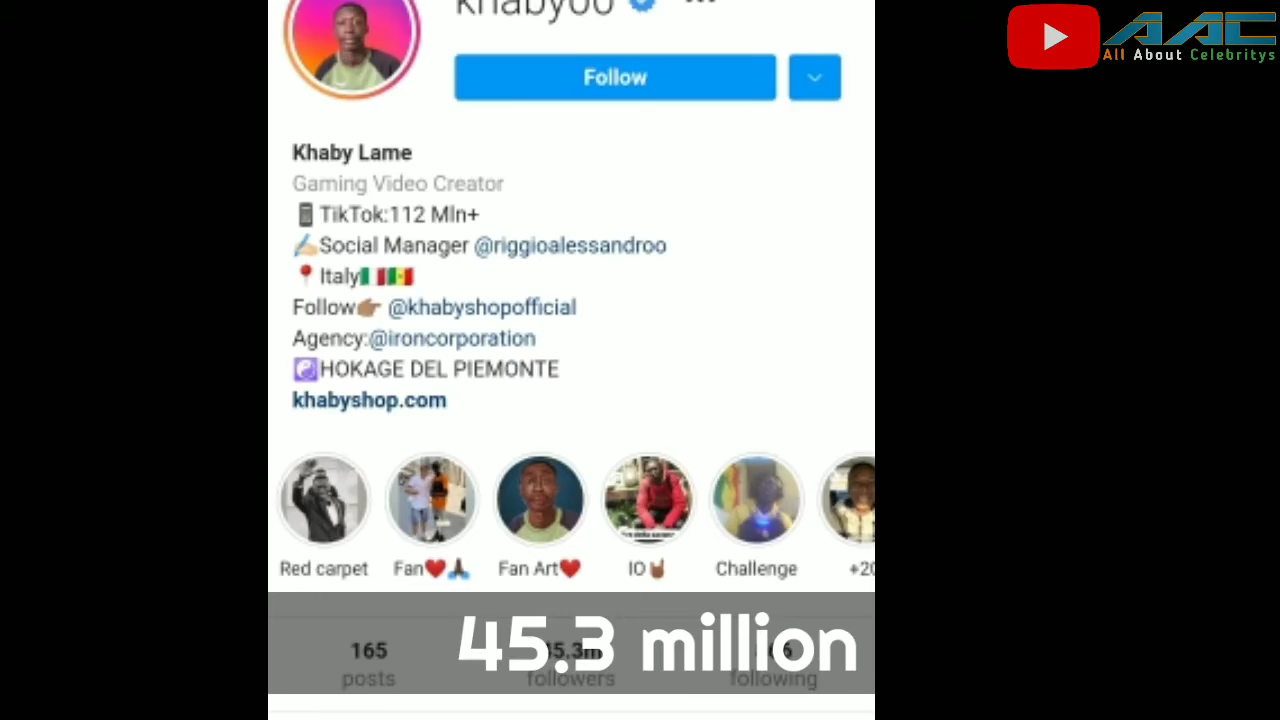 khaby00
AAC
All About Celebritys
Follow
Khaby Lame
Gaming Video Creator
TikTok:112 Mln+
Social Manager @riggioalessandroo
Italy
Follow @khabyshopofficial
Agency:@ironcorporation
HOKAGE DEL PIEMONTE
khabyshop.com
Red carpet Fan Fan Art IO Challenge
45.3 million
165
posts followers following